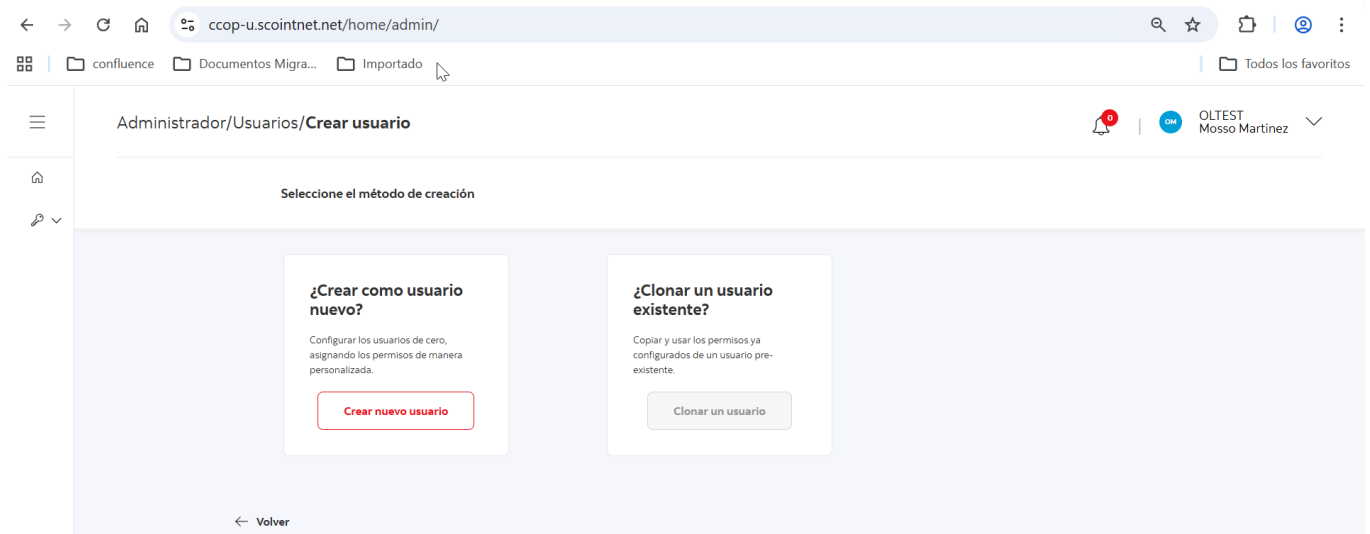 ccop-u.scointnet.net/home/admin/
confluence
Documentos Migra...
Importado
Todos los favoritos
Administrador/Usuarios/Crear usuario
0
OM
OLTEST
Mosso Martinez
Seleccione el método de creación
¿Crear como usuario
nuevo?
Configurar los usuarios de cero,
asignando los permisos de manera
personalizada.
Crear nuevo usuario
¿Clonar un usuario
existente?
Copiar y usar los permisos ya
configurados de un usuario pre-
existente.
Clonar un usuario
Volver